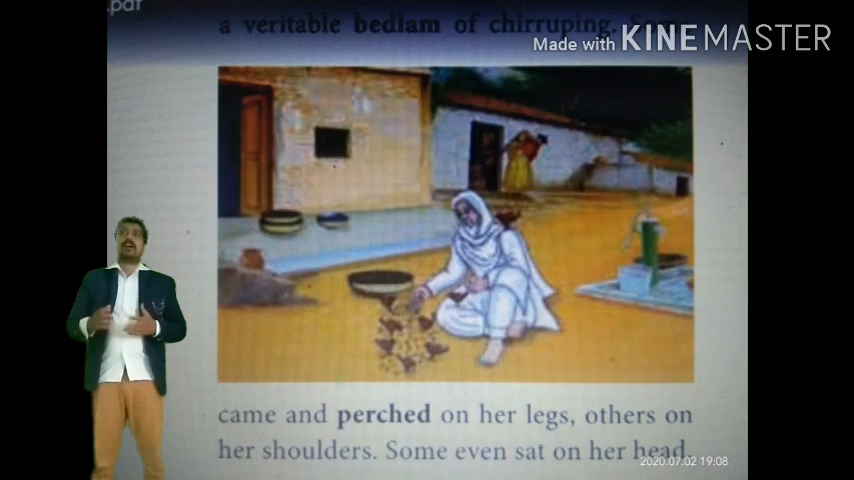 .pdf
a veritable bedlam of chirruping. Some
Made with KINEMASTER
came and perched on her legs, others on
her shoulders. Some even sat on her head.
2020.07.02 19:08